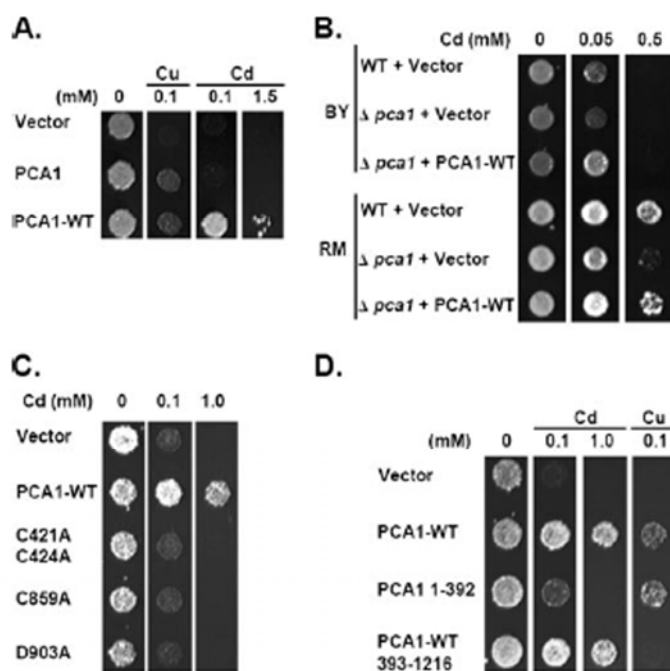 A.
Cu Cd
(mM) 0 0.1 0.1 1.5
Vector
PCA1
PCA1-WT
B.
Cd (mM) 0 0.05 0.5
BY
WT + Vector
Δ pca1 + Vector
Δ pca1 + PCA1-WT
RM
WT + Vector
Δ pca1 + Vector
Δ pca1 + PCA1-WT
C.
Cd (mM) 0 0.1 1.0
Vector
PCA1-WT
C421A
C424A
C859A
D903A
D.
Cd Cu
(mM) 0 0.1 1.0 0.1
Vector
PCA1-WT
PCA1 1-392
PCA1-WT
393-1216